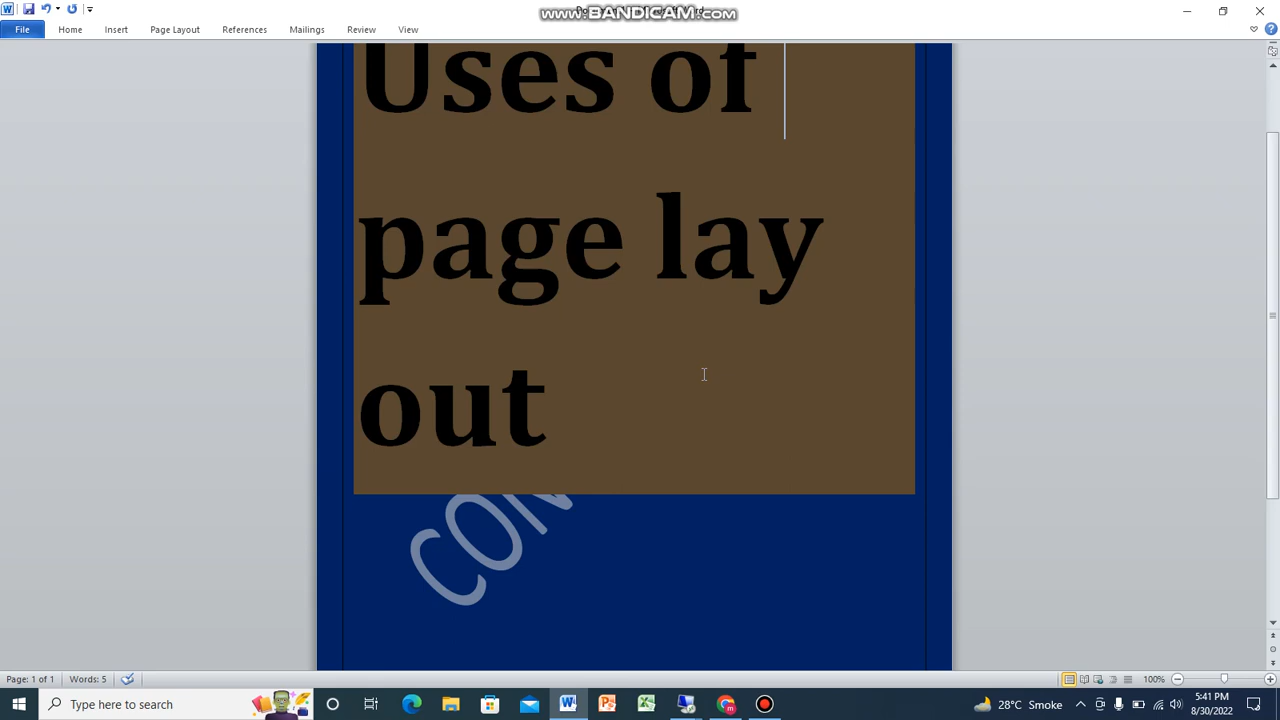 www.BANDICAM.com
File Home Insert Page Layout References Mailings Review View
Uses of
page lay
out
CON
Page: 1 of 1 Words: 5 100%
Type here to search
28°C Smoke
5:41 PM
8/30/2022